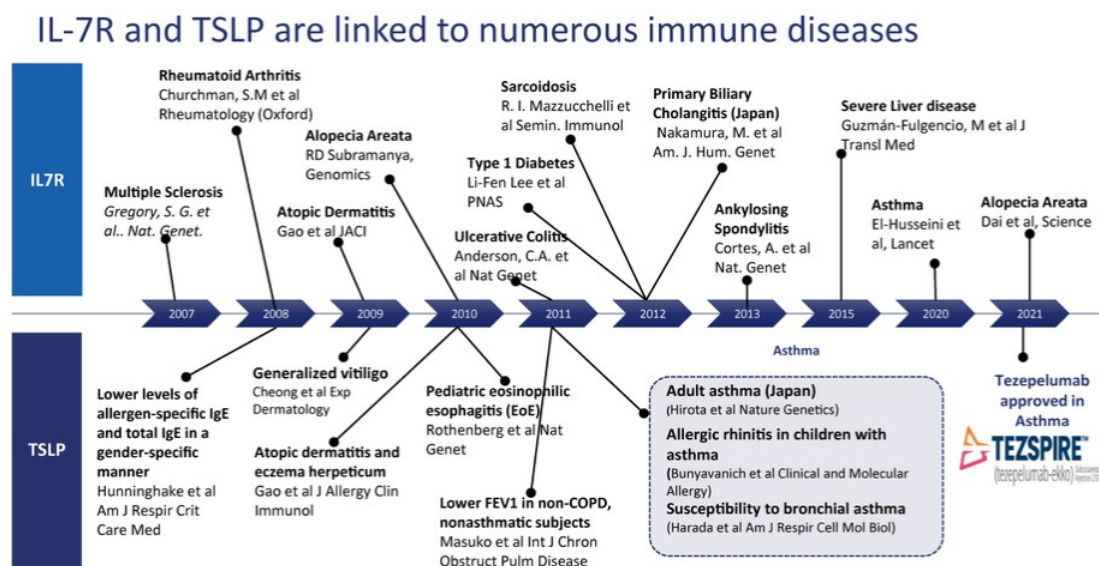 IL-7R and TSLP are linked to numerous immune diseases
IL7R
Multiple Sclerosis
Gregory, S. G. et
al.. Nat. Genet.
Rheumatoid Arthritis
Churchman, S.M et al
Rheumatology (Oxford)
Atopic Dermatitis
Gao et al JACI
Alopecia Areata
RD Subramanya,
Genomics
Ulcerative Colitis
Anderson, C.A. et
al Nat Genet
Type 1 Diabetes
Li-Fen Lee et al
PNAS
Sarcoidosis
R. I. Mazzucchelli et
al Semin. Immunol
Primary Biliary
Cholangitis (Japan)
Nakamura, M. et al
Am. J. Hum. Genet
Ankylosing
Spondylitis
Cortes, A. et al
Nat. Genet
Severe Liver disease
Guzmán-Fulgencio, M et al J
Transl Med
Asthma
El-Husseini et
al, Lancet
Alopecia Areata
Dai et al, Science
2007
2008
2009
2010
2011
2012
2013
2015
2020
2021
TSLP
Lower levels of
allergen-specific IgE
and total IgE in a
gender-specific
manner
Hunninghake et al
Am J Respir Crit
Care Med
Generalized vitiligo
Cheong et al Exp
Dermatology
Atopic dermatitis and
eczema herpeticum
Gao et al J Allergy Clin
Immunol
Pediatric eosinophilic
esophagitis (EoE)
Rothenberg et al Nat
Genet
Lower FEV1 in non-COPD,
nonasthmatic subjects
Masuko et al Int J Chron
Obstruct Pulm Disease
Asthma
Adult asthma (Japan)
(Hirota et al Nature Genetics)
Allergic rhinitis in children with
asthma
(Bunyavanich et al Clinical and Molecular
Allergy)
Susceptibility to bronchial asthma
(Harada et al Am J Respir Cell Mol Biol)
Tezepelumab
approved in
Asthma
TEZSPIRE™
(tezepelumab-ekko)